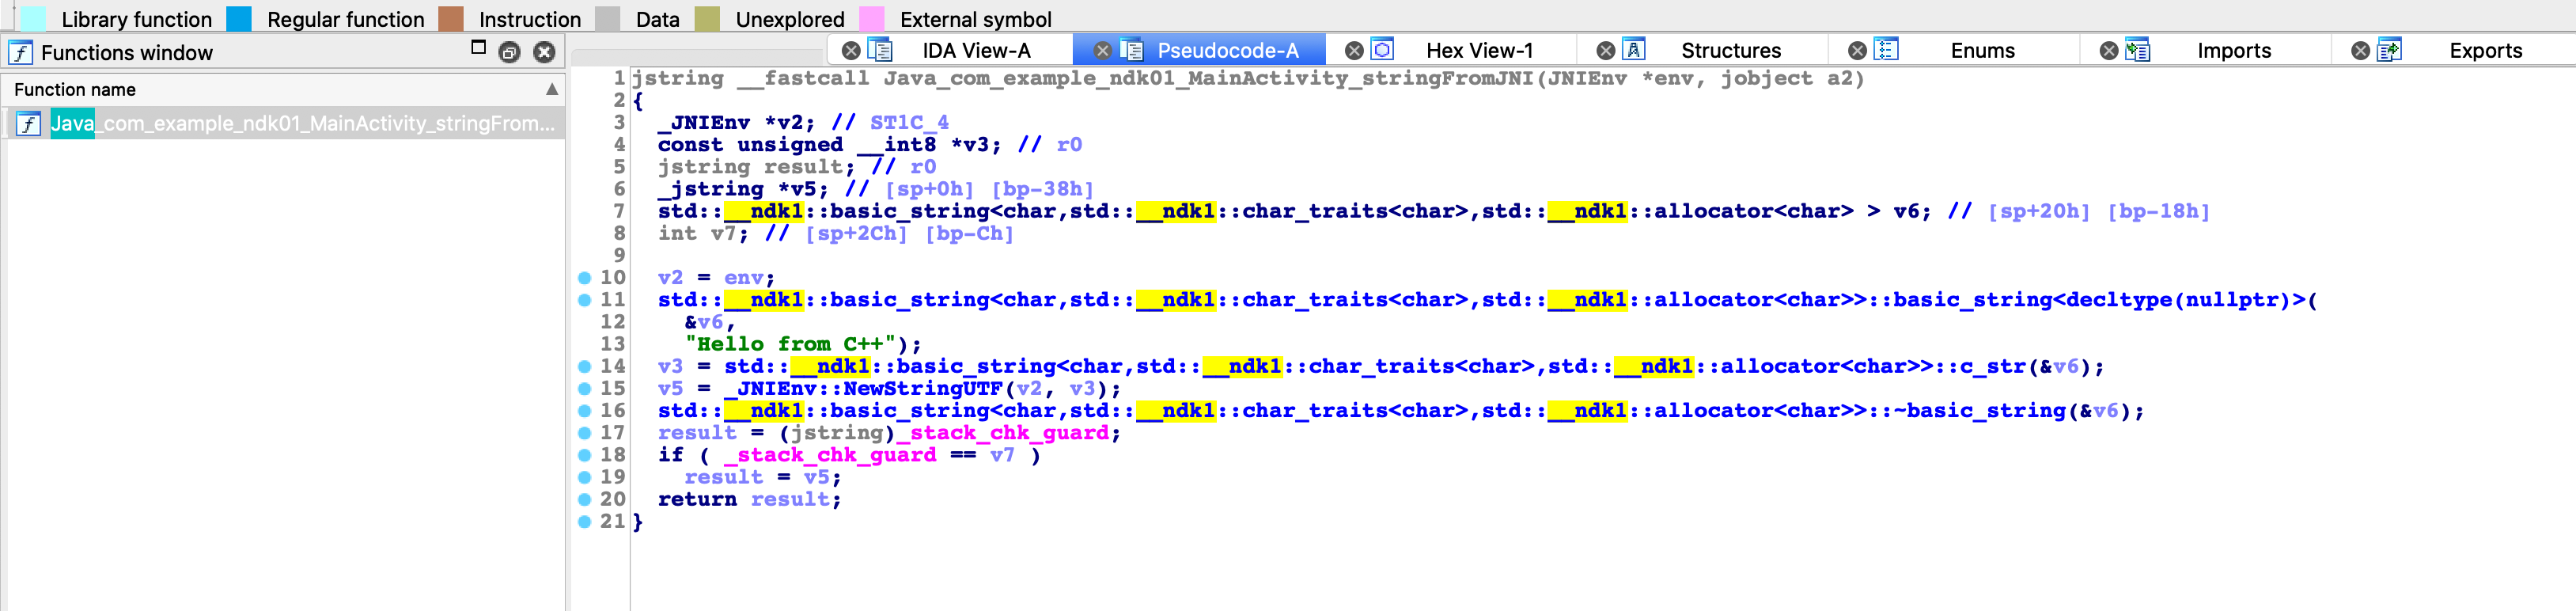 Library function Regular function Instruction Data Unexplored External symbol
Functions window
IDA View-A Pseudocode-A Hex View-1 Structures Enums Imports Exports
Function name
Java_com_example_ndk01_MainActivity_stringFrom...
1 jstring __fastcall Java_com_example_ndk01_MainActivity_stringFromJNI(JNIEnv *env, jobject a2)
2 {
3   _JNIEnv *v2; // ST1C_4
4   const unsigned __int8 *v3; // r0
5   jstring result; // r0
6   _jstring *v5; // [sp+0h] [bp-38h]
7   std::__ndk1::basic_string<char,std::__ndk1::char_traits<char>,std::__ndk1::allocator<char> > v6; // [sp+20h] [bp-18h]
8   int v7; // [sp+2Ch] [bp-Ch]
9
10   v2 = env;
11   std::__ndk1::basic_string<char,std::__ndk1::char_traits<char>,std::__ndk1::allocator<char>>::basic_string<decltype(nullptr)>(
12     &v6,
13     "Hello from C++");
14   v3 = std::__ndk1::basic_string<char,std::__ndk1::char_traits<char>,std::__ndk1::allocator<char>>::c_str(&v6);
15   v5 = _JNIEnv::NewStringUTF(v2, v3);
16   std::__ndk1::basic_string<char,std::__ndk1::char_traits<char>,std::__ndk1::allocator<char>>::~basic_string(&v6);
17   result = (jstring)_stack_chk_guard;
18   if ( _stack_chk_guard == v7 )
19     result = v5;
20   return result;
21 }